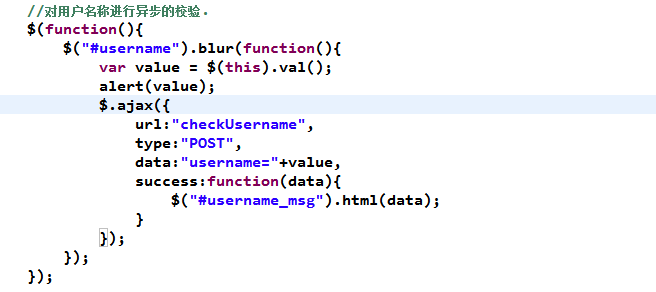 //对用户名称进行异步的校验.
$(function(){
$("#username").blur(function(){
var value = $(this).val();
alert(value);
$.ajax({
url:"checkUsername",
type:"POST",
data:"username="+value,
success:function(data){
$("#username_msg").html(data);
}
});
});
});